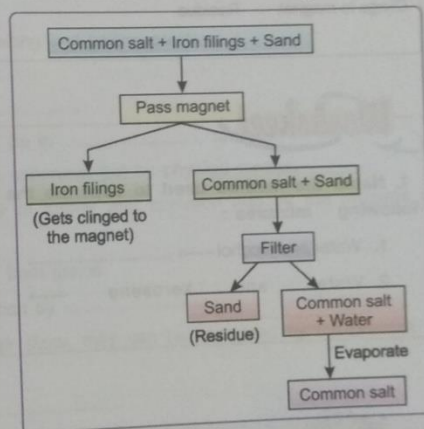 Common salt + Iron filings + Sand
Pass magnet
Iron filings
(Gets clinged to
the magnet)
Common salt + Sand
Filter
Sand
(Residue)
Common salt
+ Water
Evaporate
Common salt